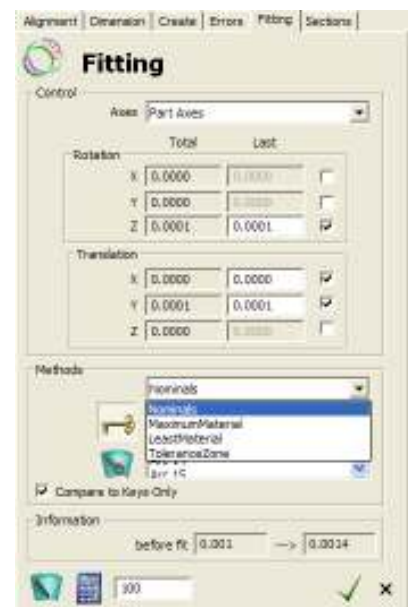 Alignment Dimension Create Errors Fitting Sections
Fitting
Control
Axes Part Axes
Total Last
Rotation
X 0.0000
Y 0.0000
Z 0.0001 0.0001
Translation
X 0.0000 0.0000
Y 0.0001 0.0001
Z 0.0000
Methods
Nominals
Nominals
MaximumMaterial
LeastMaterial
ToleranceZone
Arc 15
Compare to Keys Only
Information
before fit 0.001 --> 0.0014
100